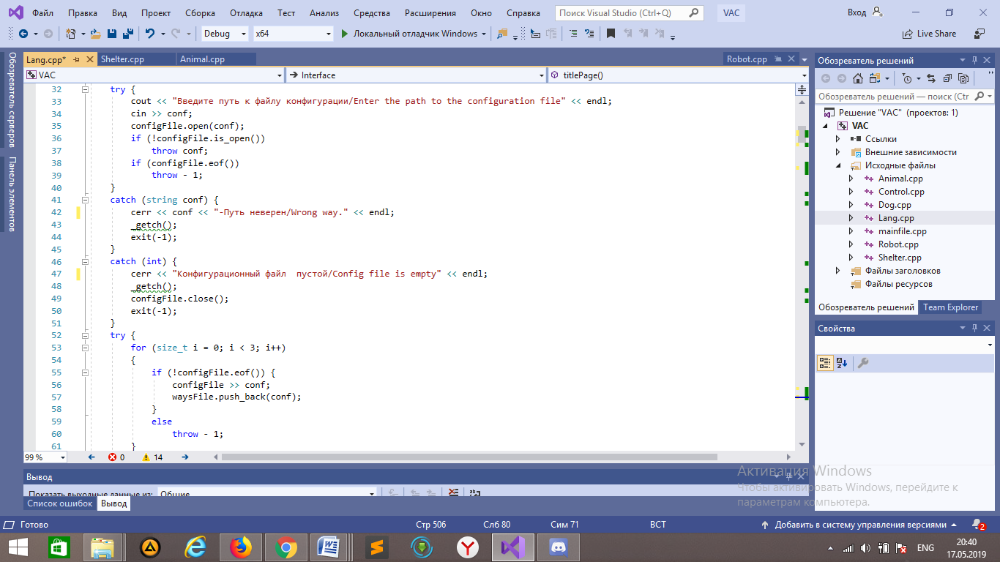 Файл Правка Вид Проект Сборка Отладка Тест Анализ Средства Расширения Окно Справка Поиск Visual Studio (Ctrl+Q) VAC Вход
Debug x64 Локальный отладчик Windows Live Share
Обозреватель серверов
Панель элементов
Lang.cpp* Shelter.cpp Animal.cpp Robot.cpp
VAC Interface titlePage()
32 try {
33 cout << "Введите путь к файлу конфигурации/Enter the path to the configuration file" << endl;
34 cin >> conf;
35 configFile.open(conf);
36 if (!configFile.is_open())
37 throw conf;
38 if (configFile.eof())
39 throw - 1;
40 }
41 catch (string conf) {
42 cerr << conf << "-Путь неверен/Wrong way." << endl;
43 _getch();
44 exit(-1);
45 }
46 catch (int) {
47 cerr << "Конфигурационный файл  пустой/Config file is empty" << endl;
48 _getch();
49 configFile.close();
50 exit(-1);
51 }
52 try {
53 for (size_t i = 0; i < 3; i++)
54 {
55 if (!configFile.eof()) {
56 configFile >> conf;
57 waysFile.push_back(conf);
58 }
59 else
60 throw - 1;
61 }
99 % 0 14
Обозреватель решений
Обозреватель решений — поиск (Ctr
Решение "VAC" (проектов: 1)
VAC
Ссылки
Внешние зависимости
Исходные файлы
Animal.cpp
Control.cpp
Dog.cpp
Lang.cpp
mainfile.cpp
Robot.cpp
Shelter.cpp
Файлы заголовков
Файлы ресурсов
Обозреватель решений Team Explorer
Свойства
Вывод
Показать выходные данные из: Общие
Список ошибок Вывод
Активация Windows
Чтобы активировать Windows, перейдите к
параметрам компьютера.
Готово Стр 506 Слб 80 Сим 71 ВСТ Добавить в систему управления версиями 2
ENG 20:40
17.05.2019